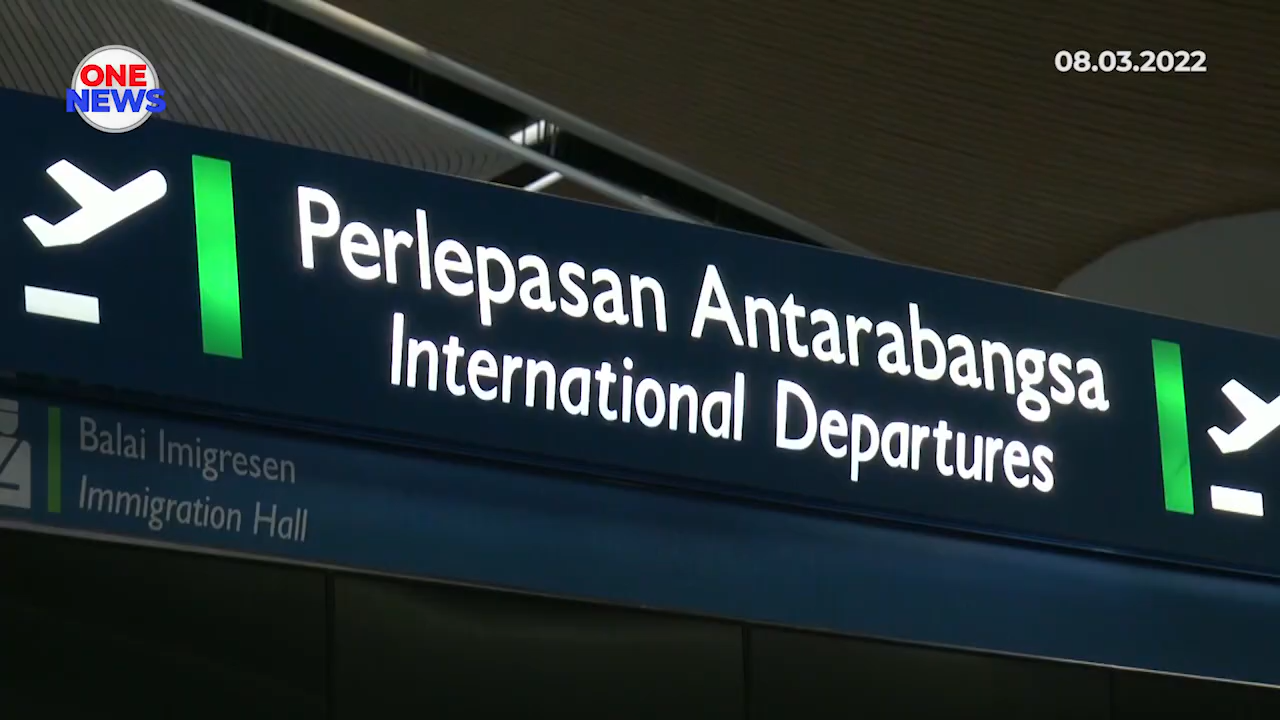 ONE
NEWS
08.03.2022
Perlepasan Antarabangsa
International Departures
Balai Imigresen
Immigration Hall